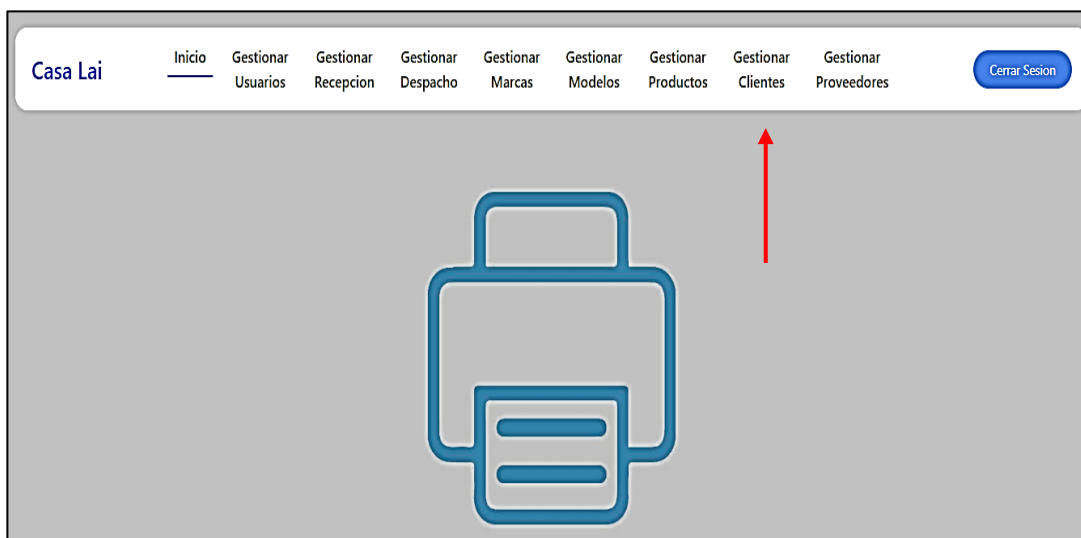 Casa Lai
Inicio
Gestionar
Usuarios
Gestionar
Recepcion
Gestionar
Despacho
Gestionar
Marcas
Gestionar
Modelos
Gestionar
Productos
Gestionar
Clientes
Gestionar
Proveedores
Cerrar Sesion